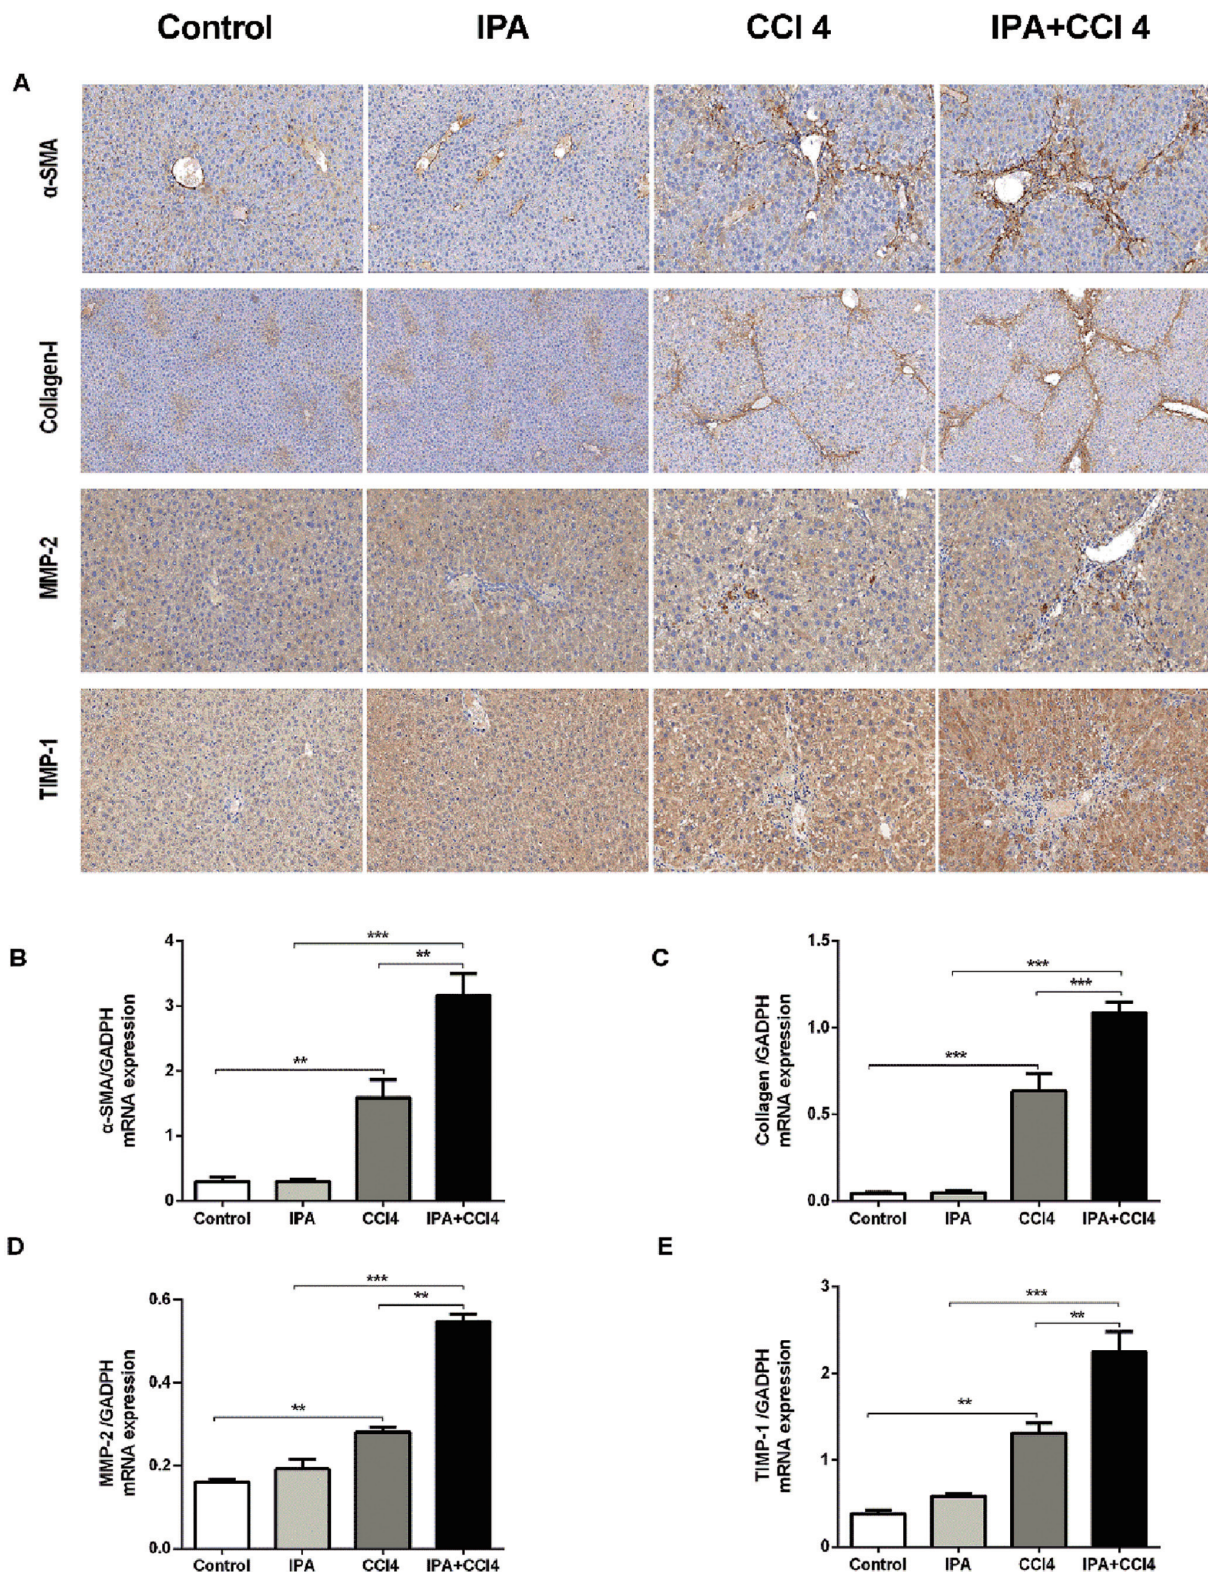 Control IPA CCl 4 IPA+CCl 4
A
α-SMA
Collagen-I
MMP-2
TIMP-1
B
α-SMA/GADPH
mRNA expression
4
3
2
1
0
***
**
**
Control IPA CCl4 IPA+CCl4
C
Collagen /GADPH
mRNA expression
1.5
1.0
0.5
0.0
***
***
***
Control IPA CCl4 IPA+CCl4
D
MMP-2 /GADPH
mRNA expression
0.6
0.4
0.2
0.0
***
**
**
Control IPA CCl4 IPA+CCl4
E
TIMP-1 /GADPH
mRNA expression
3
2
1
0
***
**
**
Control IPA CCl4 IPA+CCl4